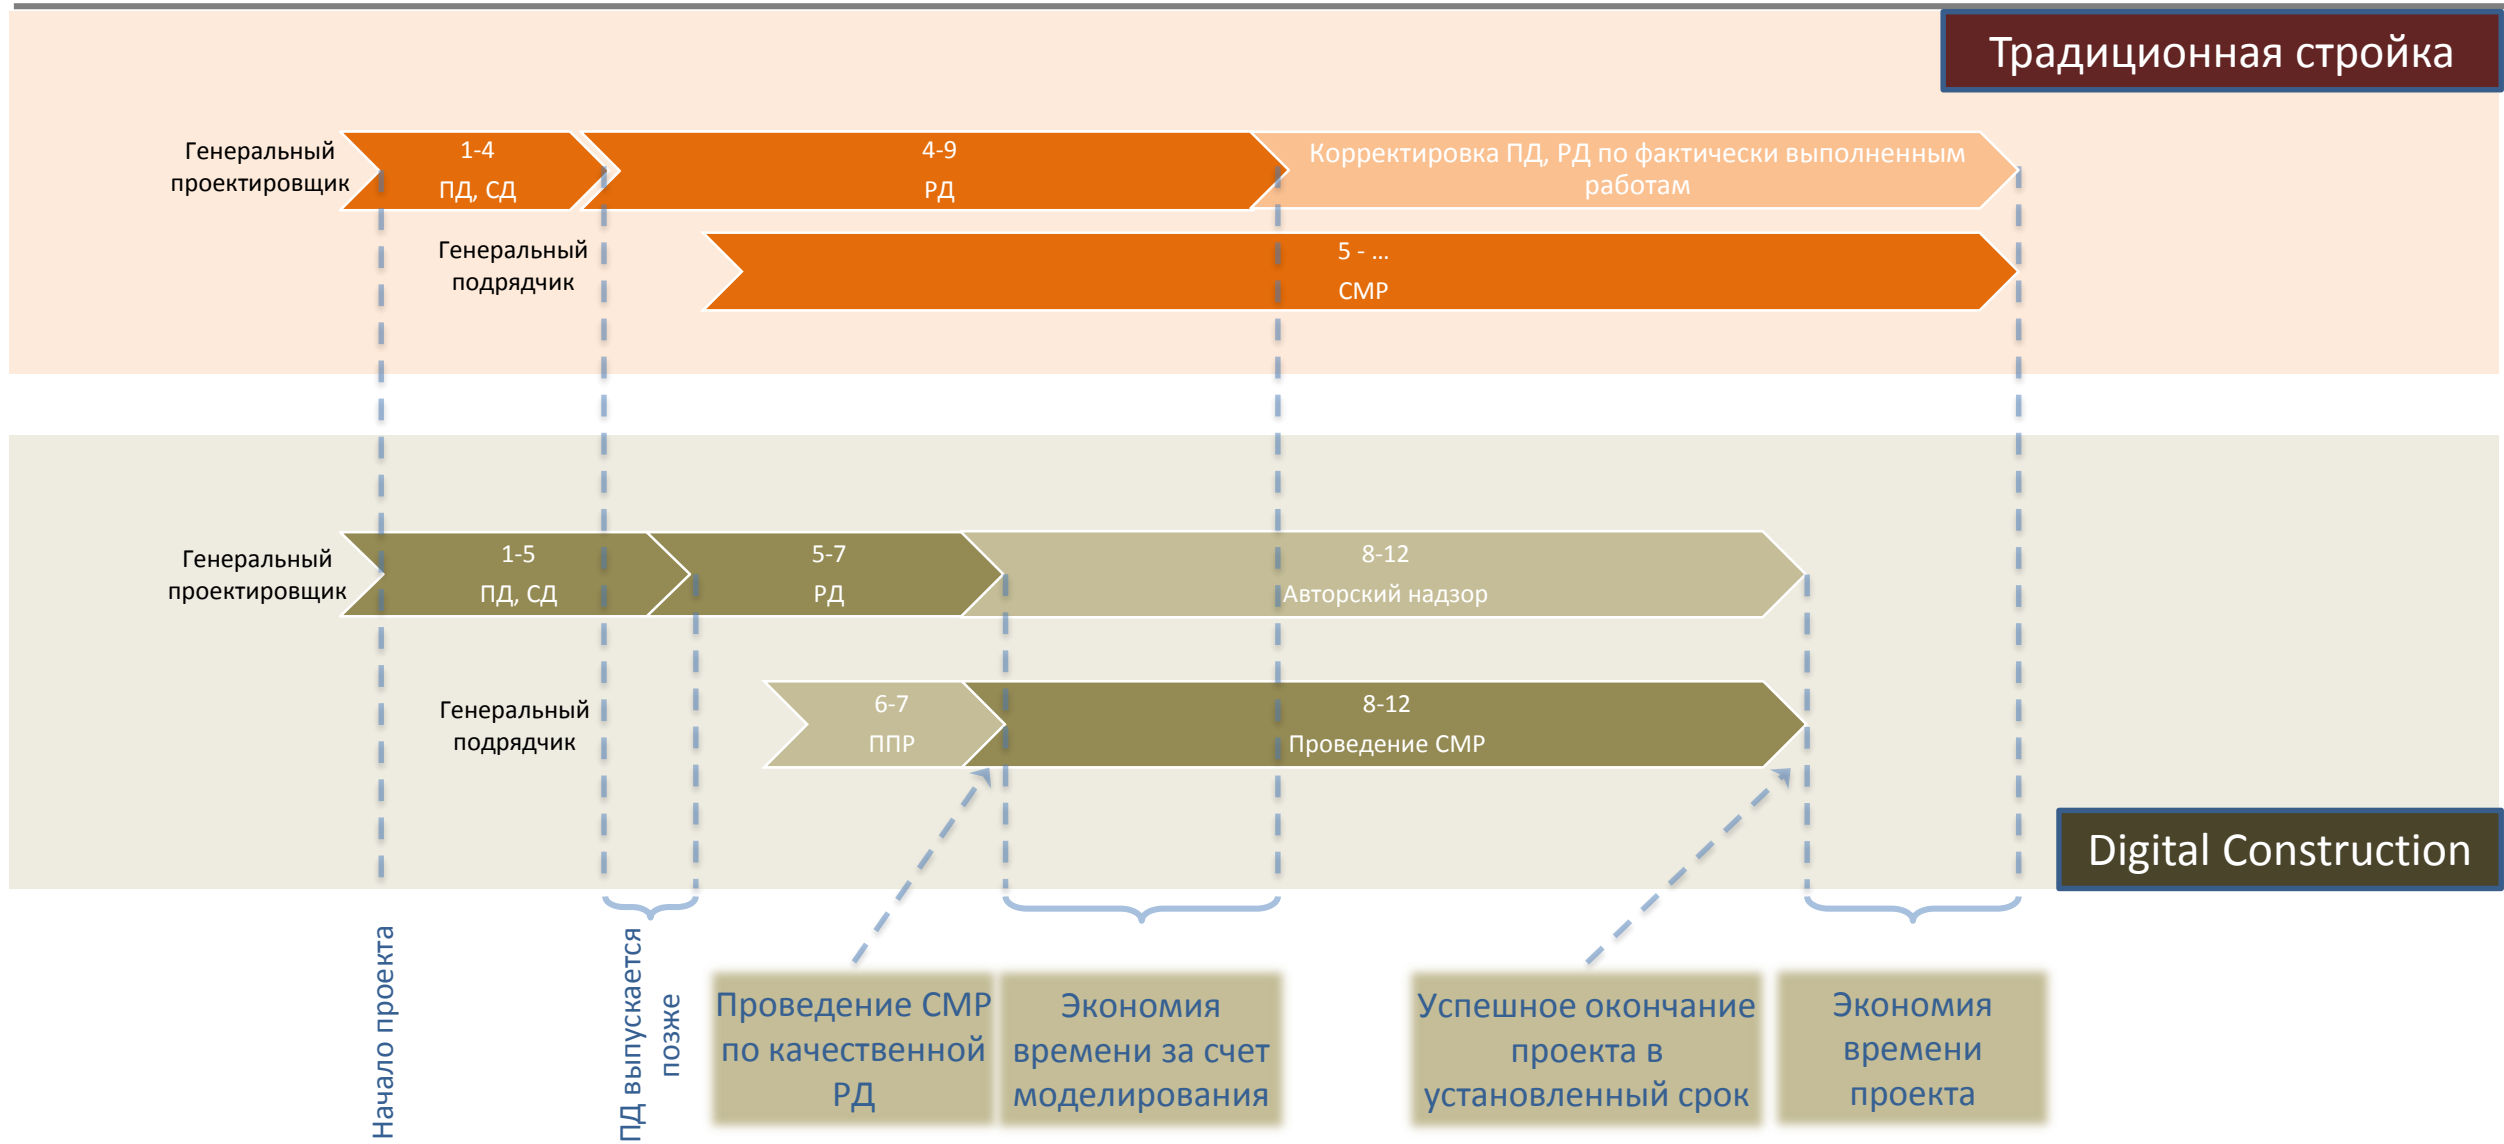 Традиционная стройка
Генеральный
проектировщик
1-4
ПД, СД
4-9
РД
Корректировка ПД, РД по фактически выполненным
работам
Генеральный
подрядчик
5 - ...
СМР
Генеральный
проектировщик
1-5
ПД, СД
5-7
РД
8-12
Авторский надзор
Генеральный
подрядчик
6-7
ППР
8-12
Проведение СМР
Digital Construction
Начало проекта
ПД выпускается
позже
Проведение СМР
по качественной
РД
Экономия
времени за счет
моделирования
Успешное окончание
проекта в
установленный срок
Экономия
времени
проекта